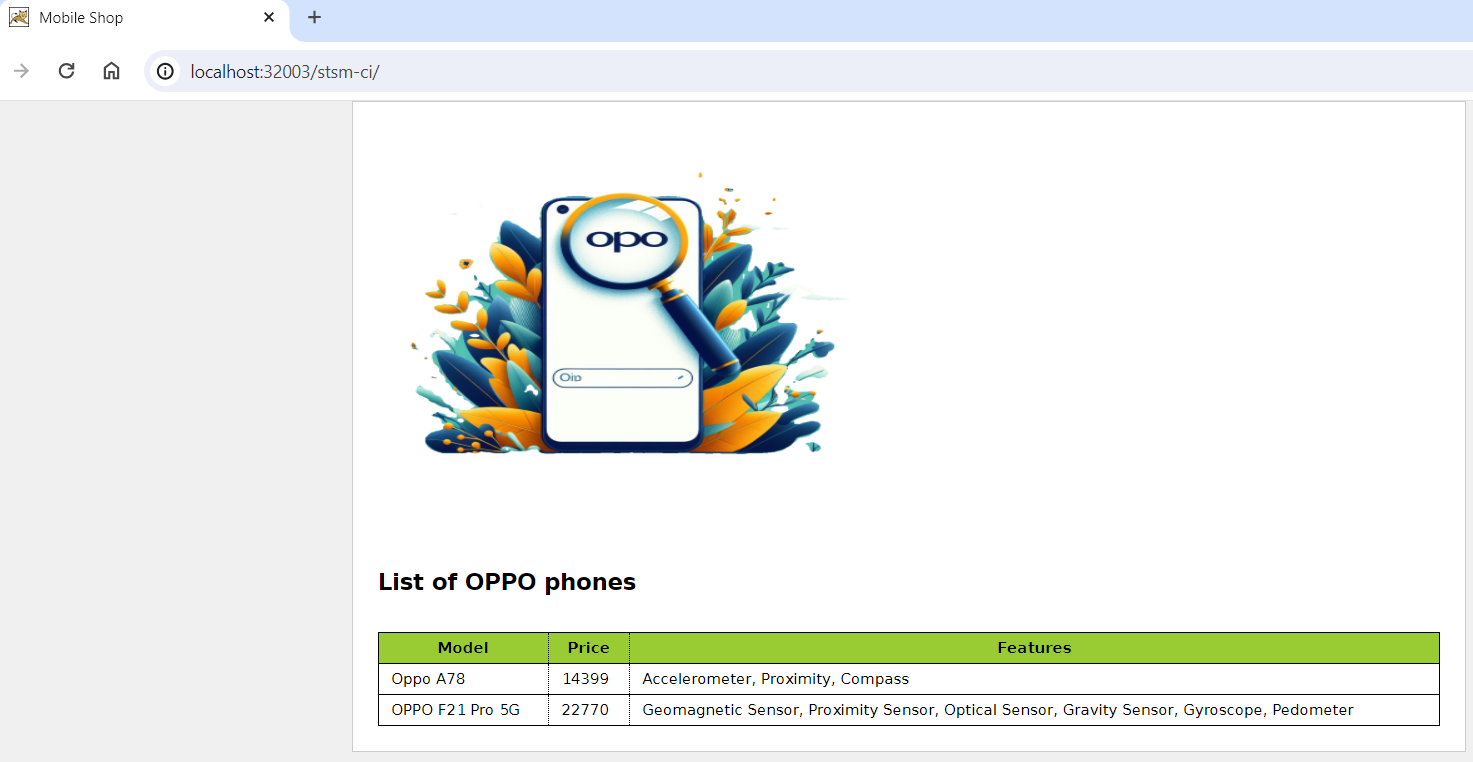 Mobile Shop
localhost:32003/stsm-ci/
opo
Oip
List of OPPO phones
Model Price Features
Oppo A78 14399 Accelerometer, Proximity, Compass
OPPO F21 Pro 5G 22770 Geomagnetic Sensor, Proximity Sensor, Optical Sensor, Gravity Sensor, Gyroscope, Pedometer